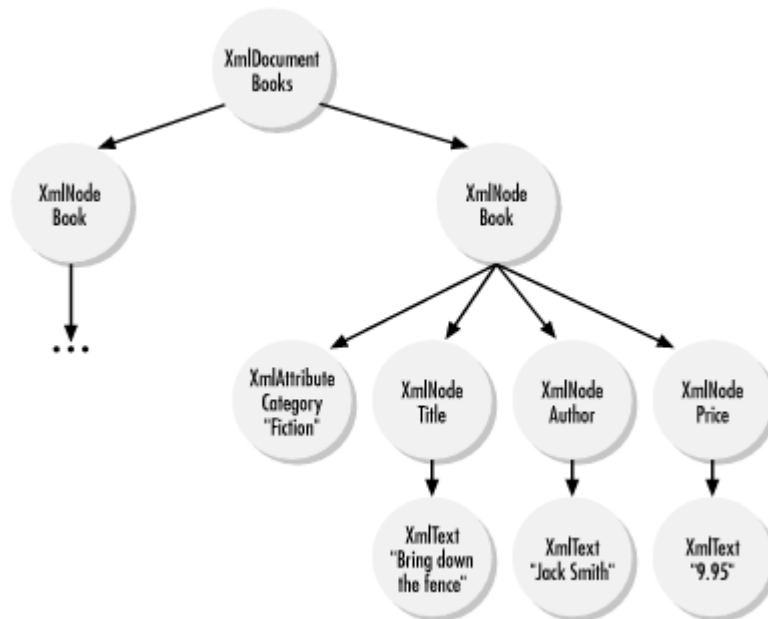 XmlDocument
Books
XmlNode
Book
XmlNode
Book
...
XmlAttribute
Category
"Fiction"
XmlNode
Title
XmlNode
Author
XmlNode
Price
XmlText
"Bring down
the fence"
XmlText
"Jack Smith"
XmlText
"9.95"